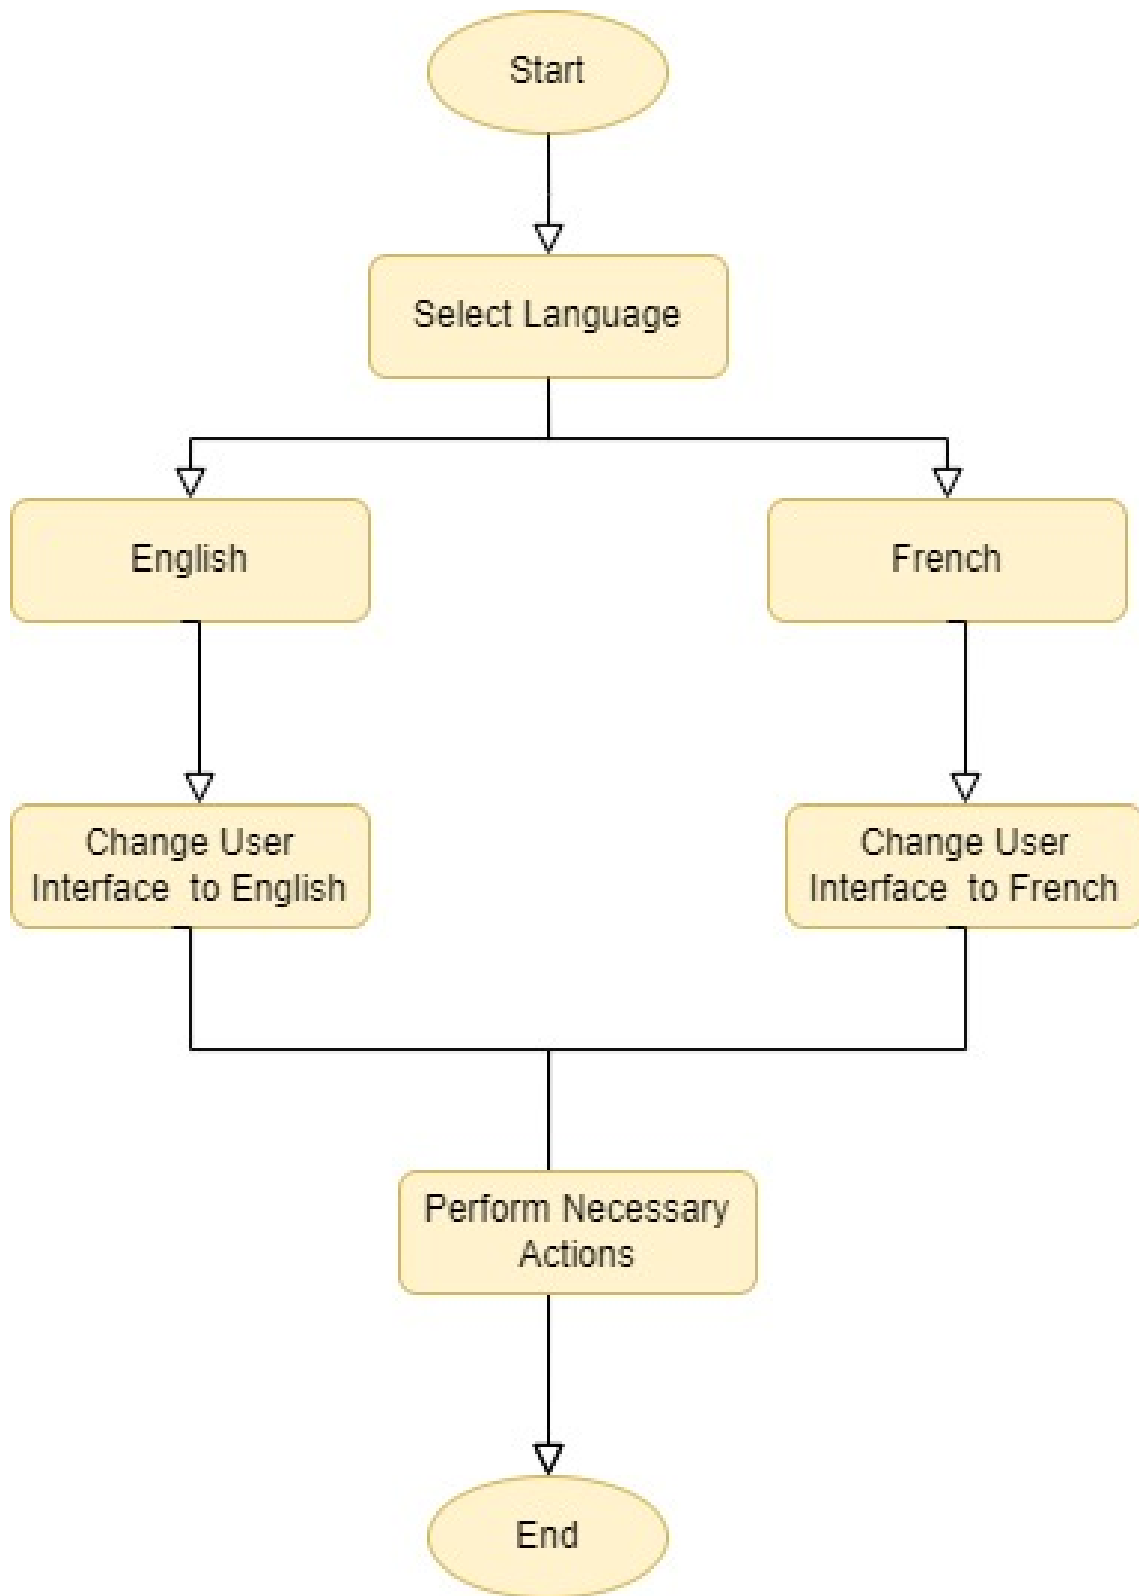 Start
Select Language
English
French
Change User
Interface  to English
Change User
Interface  to French
Perform Necessary
Actions
End